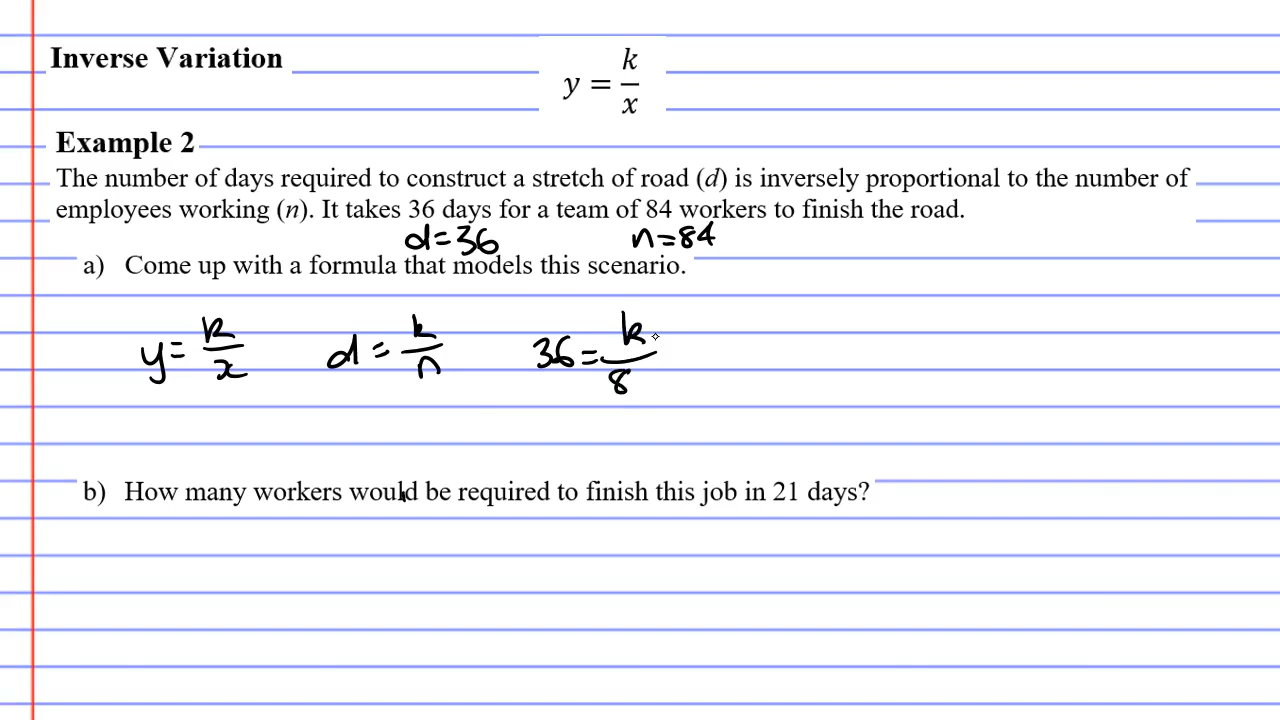 Inverse Variation y = k/x
Example 2
The number of days required to construct a stretch of road (d) is inversely proportional to the number of
employees working (n). It takes 36 days for a team of 84 workers to finish the road.
d=36 n=84
a) Come up with a formula that models this scenario.
y = k/x d = k/n 36 = k/8
b) How many workers would be required to finish this job in 21 days?